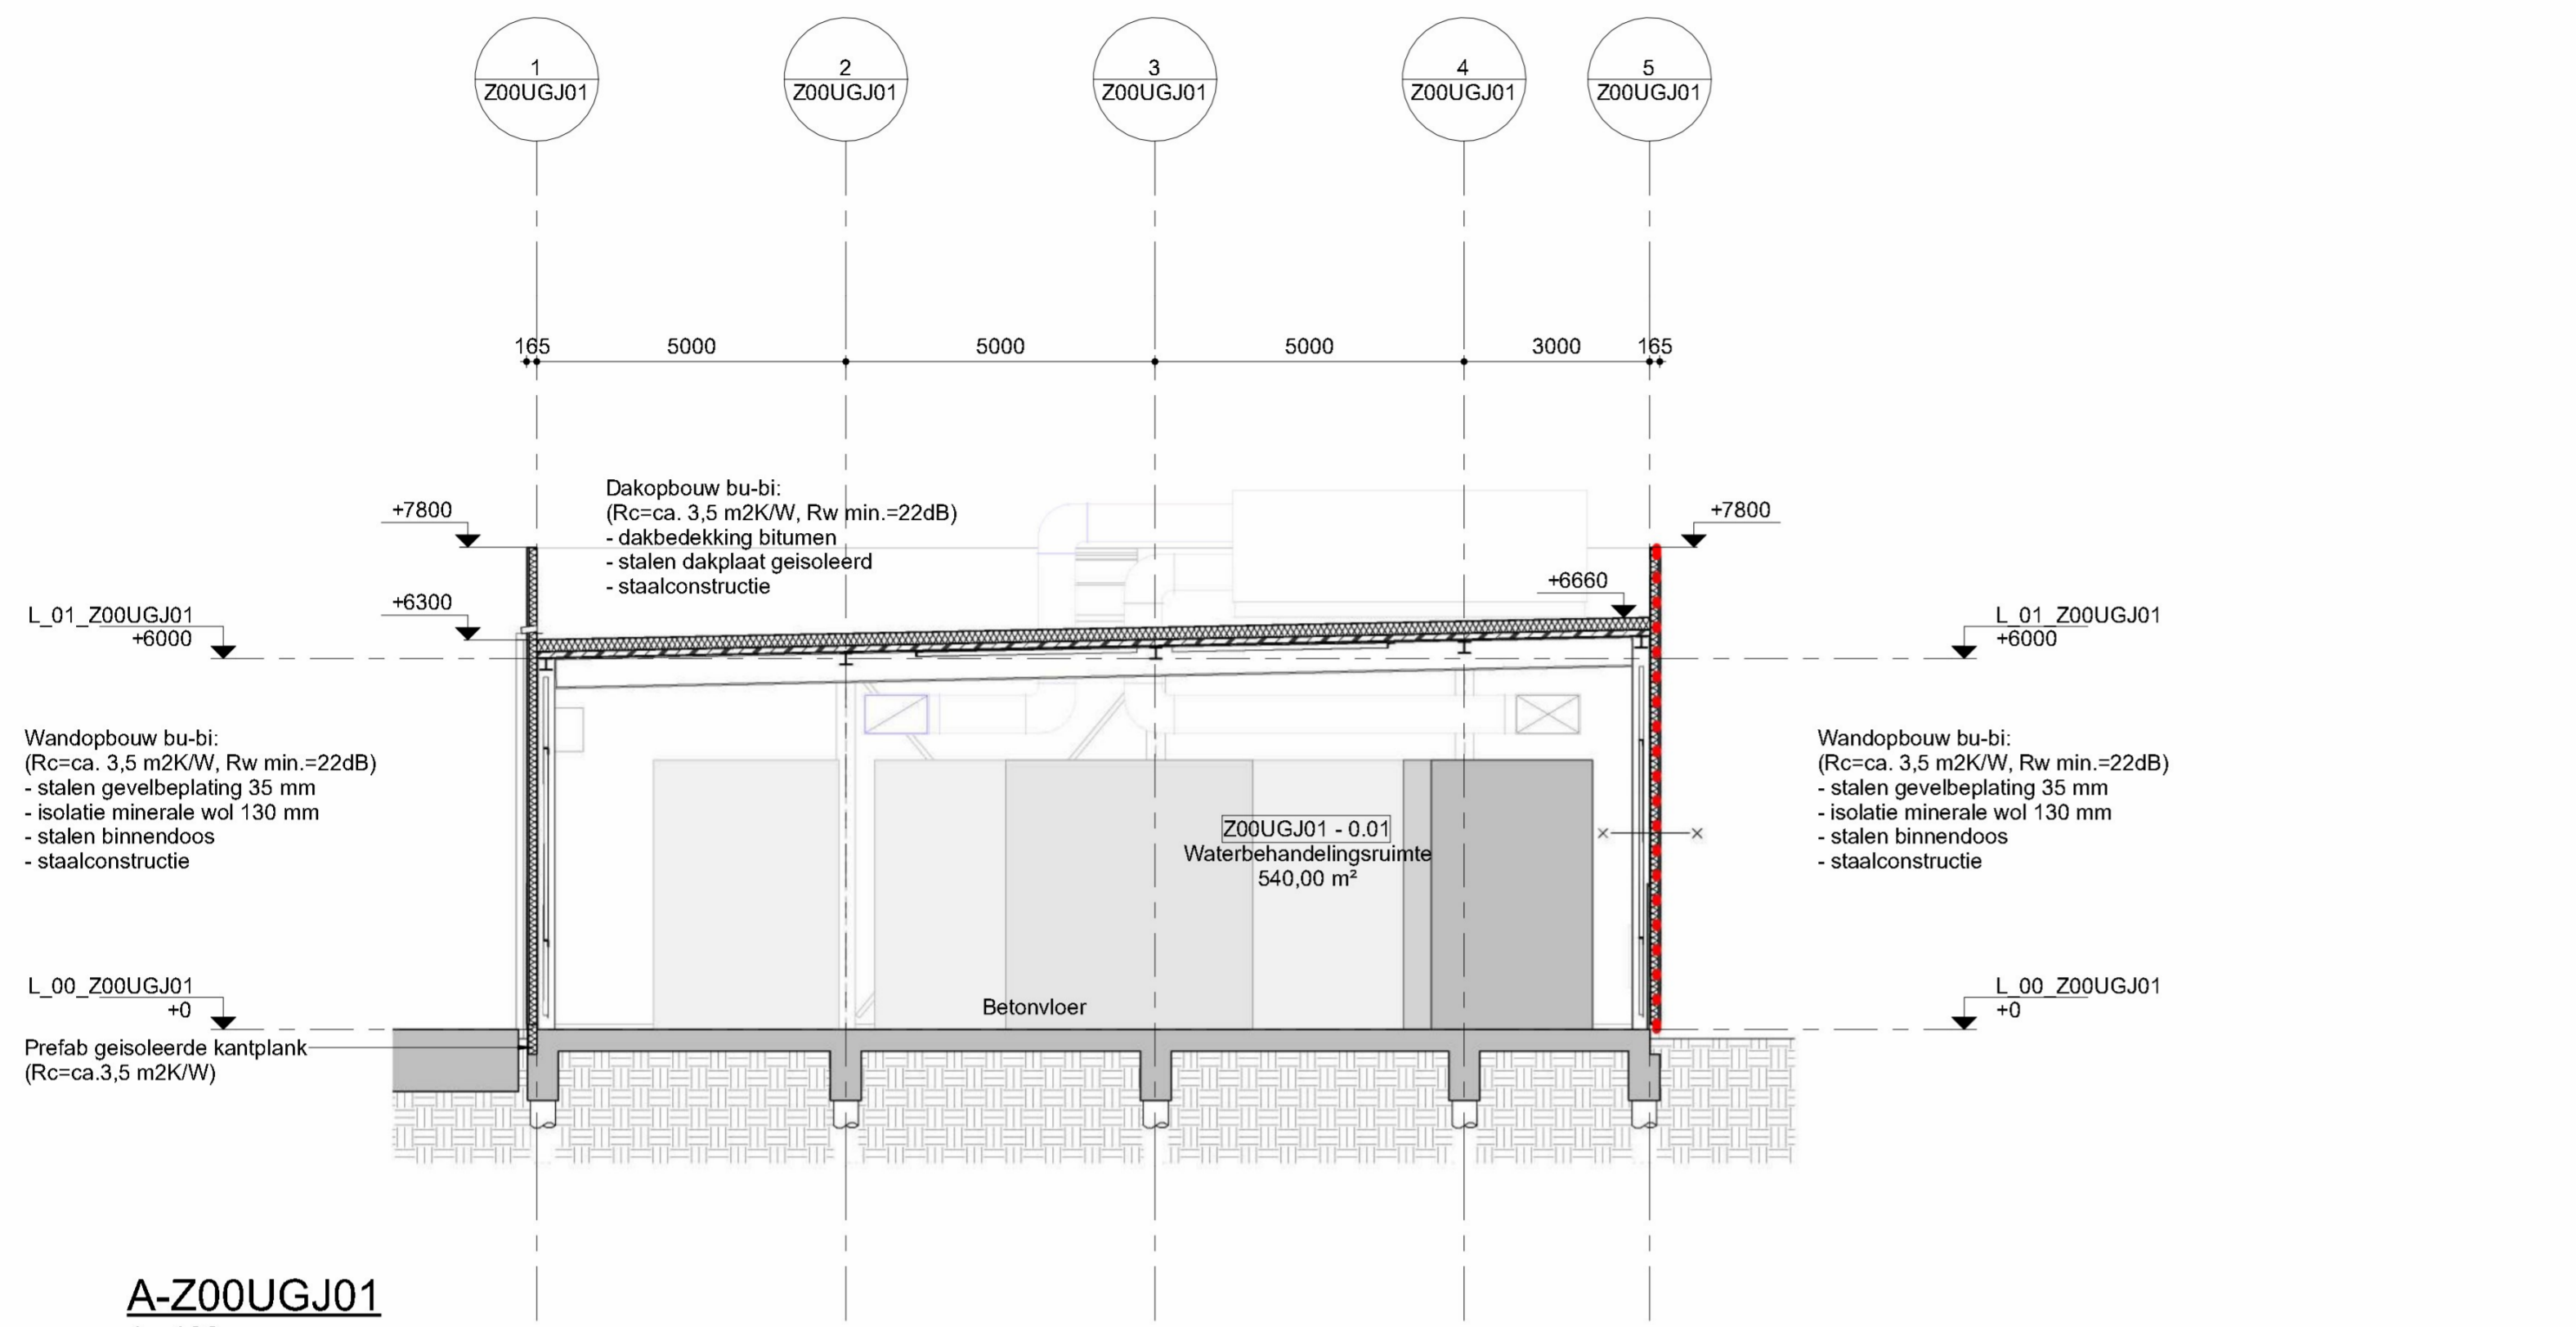 1
Z00UGJ01
2
Z00UGJ01
3
Z00UGJ01
4
Z00UGJ01
5
Z00UGJ01
165
5000
5000
5000
3000
165
Dakopbouw bu-bi:
(Rc=ca. 3,5 m2K/W, Rw min.=22dB)
- dakbedekking bitumen
- stalen dakplaat geisoleerd
- staalconstructie
+7800
+7800
+6660
+6300
L_01_Z00UGJ01
+6000
L_01_Z00UGJ01
+6000
Wandopbouw bu-bi:
(Rc=ca. 3,5 m2K/W, Rw min.=22dB)
- stalen gevelbeplating 35 mm
- isolatie minerale wol 130 mm
- stalen binnendoos
- staalconstructie
Z00UGJ01 - 0.01
Waterbehandelingsruimte
540,00 m²
Wandopbouw bu-bi:
(Rc=ca. 3,5 m2K/W, Rw min.=22dB)
- stalen gevelbeplating 35 mm
- isolatie minerale wol 130 mm
- stalen binnendoos
- staalconstructie
L_00_Z00UGJ01
+0
Betonvloer
L_00_Z00UGJ01
+0
Prefab geisoleerde kantplank
(Rc=ca.3,5 m2K/W)
A-Z00UGJ01